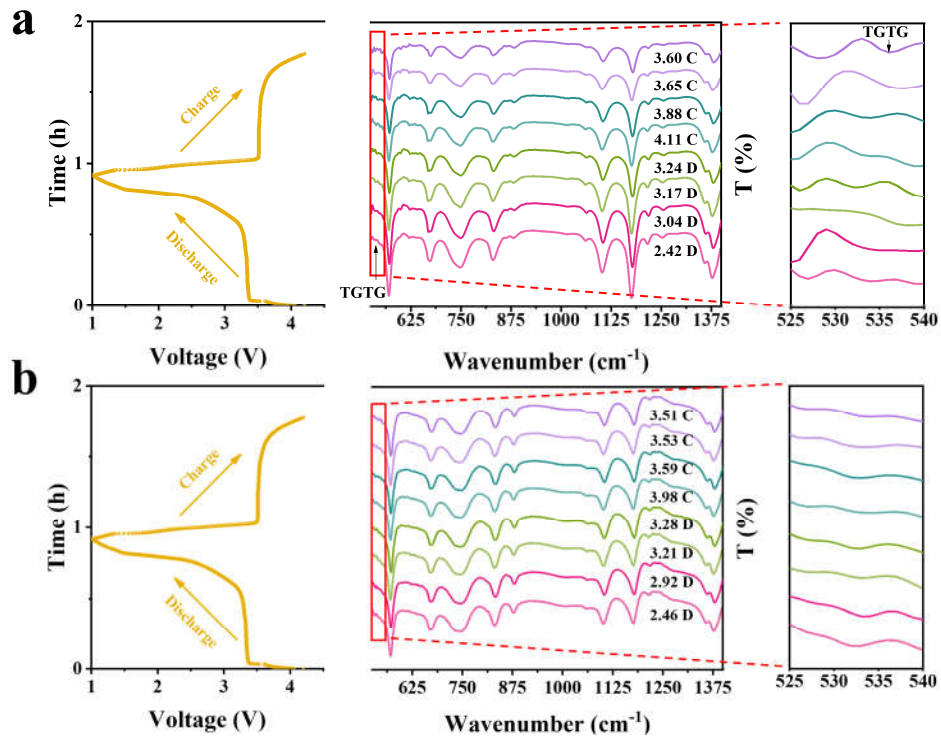 a
2
1
0
Time (h)
Charge
Discharge
1 2 3 4
Voltage (V)
3.60 C
3.65 C
3.88 C
4.11 C
3.24 D
3.17 D
3.04 D
2.42 D
TGTG
625 750 875 1000 1125 1250 1375
Wavenumber (cm-1)
T (%)
TGTG
525 530 535 540
b
2
1
0
Time (h)
Charge
Discharge
1 2 3 4
Voltage (V)
3.51 C
3.53 C
3.59 C
3.98 C
3.28 D
3.21 D
2.92 D
2.46 D
625 750 875 1000 1125 1250 1375
Wavenumber (cm-1)
T (%)
525 530 535 540